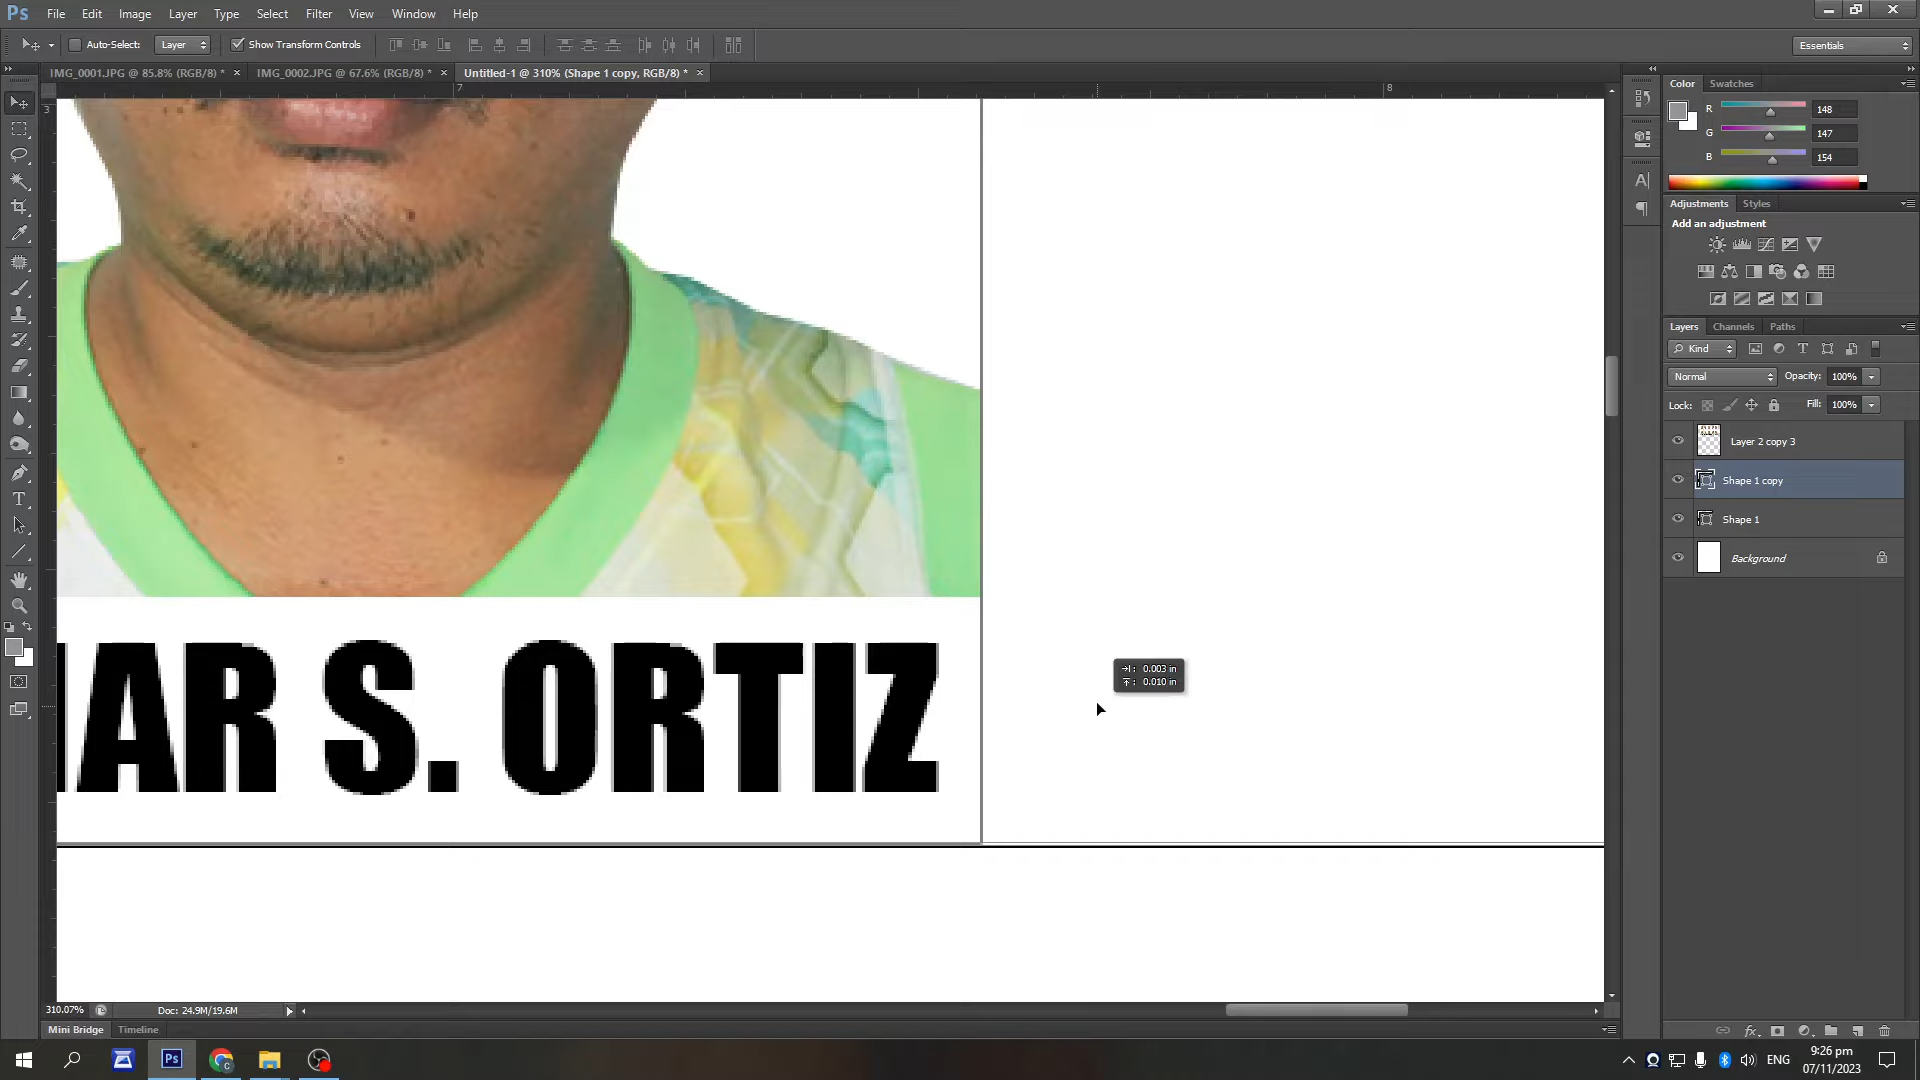 Ps File Edit Image Layer Type Select Filter View Window Help
Auto-Select: Layer Show Transform Controls Essentials
IMG_0001.JPG @ 85.8% (RGB/8) * × IMG_0002.JPG @ 67.6% (RGB/8) * × Untitled-1 @ 310% (Shape 1 copy, RGB/8) * ×
7 8
3
Color Swatches
R 148
G 147
B 154
Adjustments Styles
Add an adjustment
Layers Channels Paths
Kind
Normal Opacity: 100%
Lock: Fill: 100%
Layer 2 copy 3
Shape 1 copy
Shape 1
Background
AR S. ORTIZ
0.003 in
0.010 in
310.07% Doc: 24.9M/19.6M
Mini Bridge Timeline
ENG 9:26 pm
07/11/2023